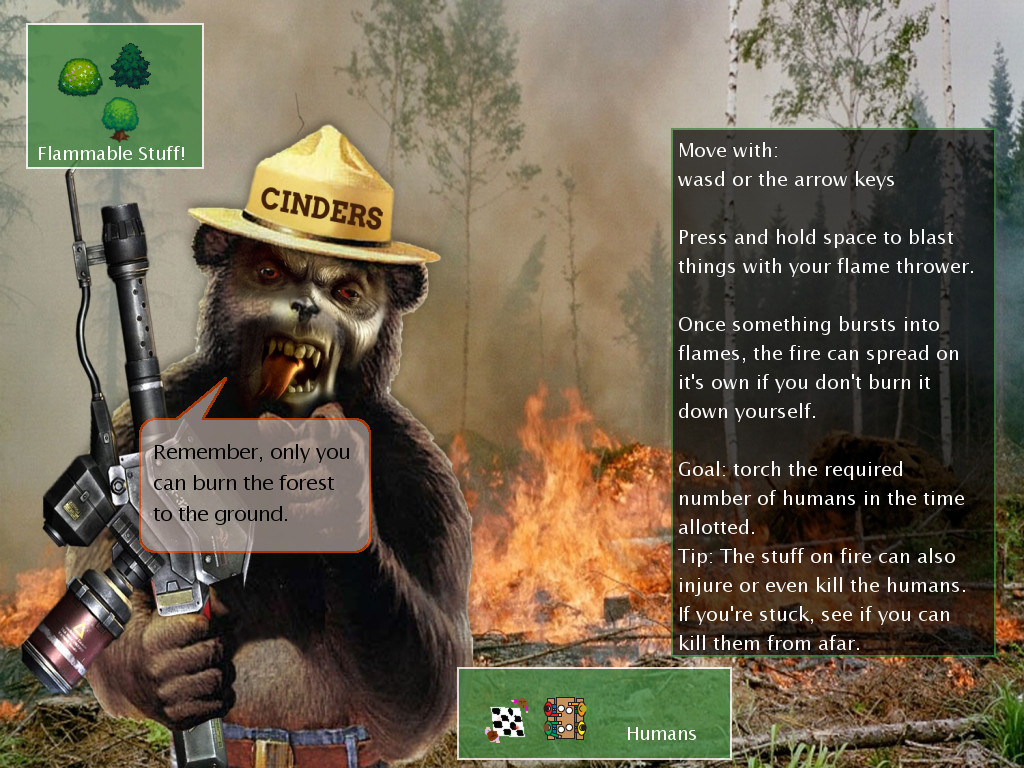 Flammable Stuff!
CINDERS
Remember, only you
can burn the forest
to the ground.
Move with:
wasd or the arrow keys
Press and hold space to blast
things with your flame thrower.
Once something bursts into
flames, the fire can spread on
it's own if you don't burn it
down yourself.
Goal: torch the required
number of humans in the time
allotted.
Tip: The stuff on fire can also
injure or even kill the humans.
If you're stuck, see if you can
kill them from afar.
Humans